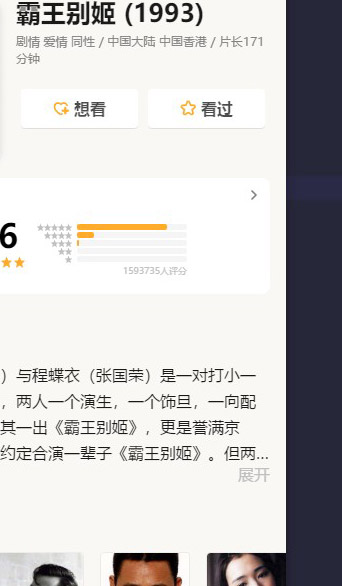 霸王别姬 (1993)
剧情 爱情 同性 / 中国大陆 中国香港 / 片长171
分钟
想看 看过
6
1593735人评分
）与程蝶衣（张国荣）是一对打小一
，两人一个演生，一个饰旦，一向配
其一出《霸王别姬》，更是誉满京
约定合演一辈子《霸王别姬》。但两...
展开